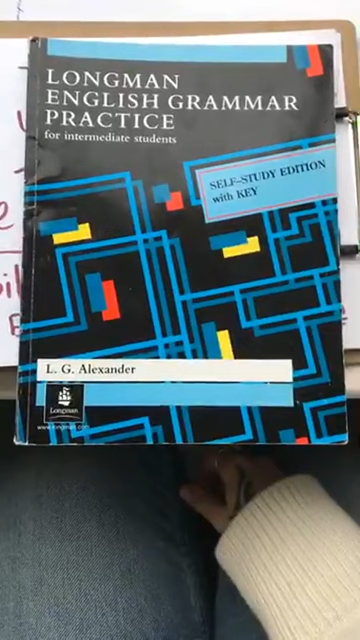 LONGMAN
ENGLISH GRAMMAR
PRACTICE
for intermediate students
SELF-STUDY EDITION
with KEY
L. G. Alexander
Longman